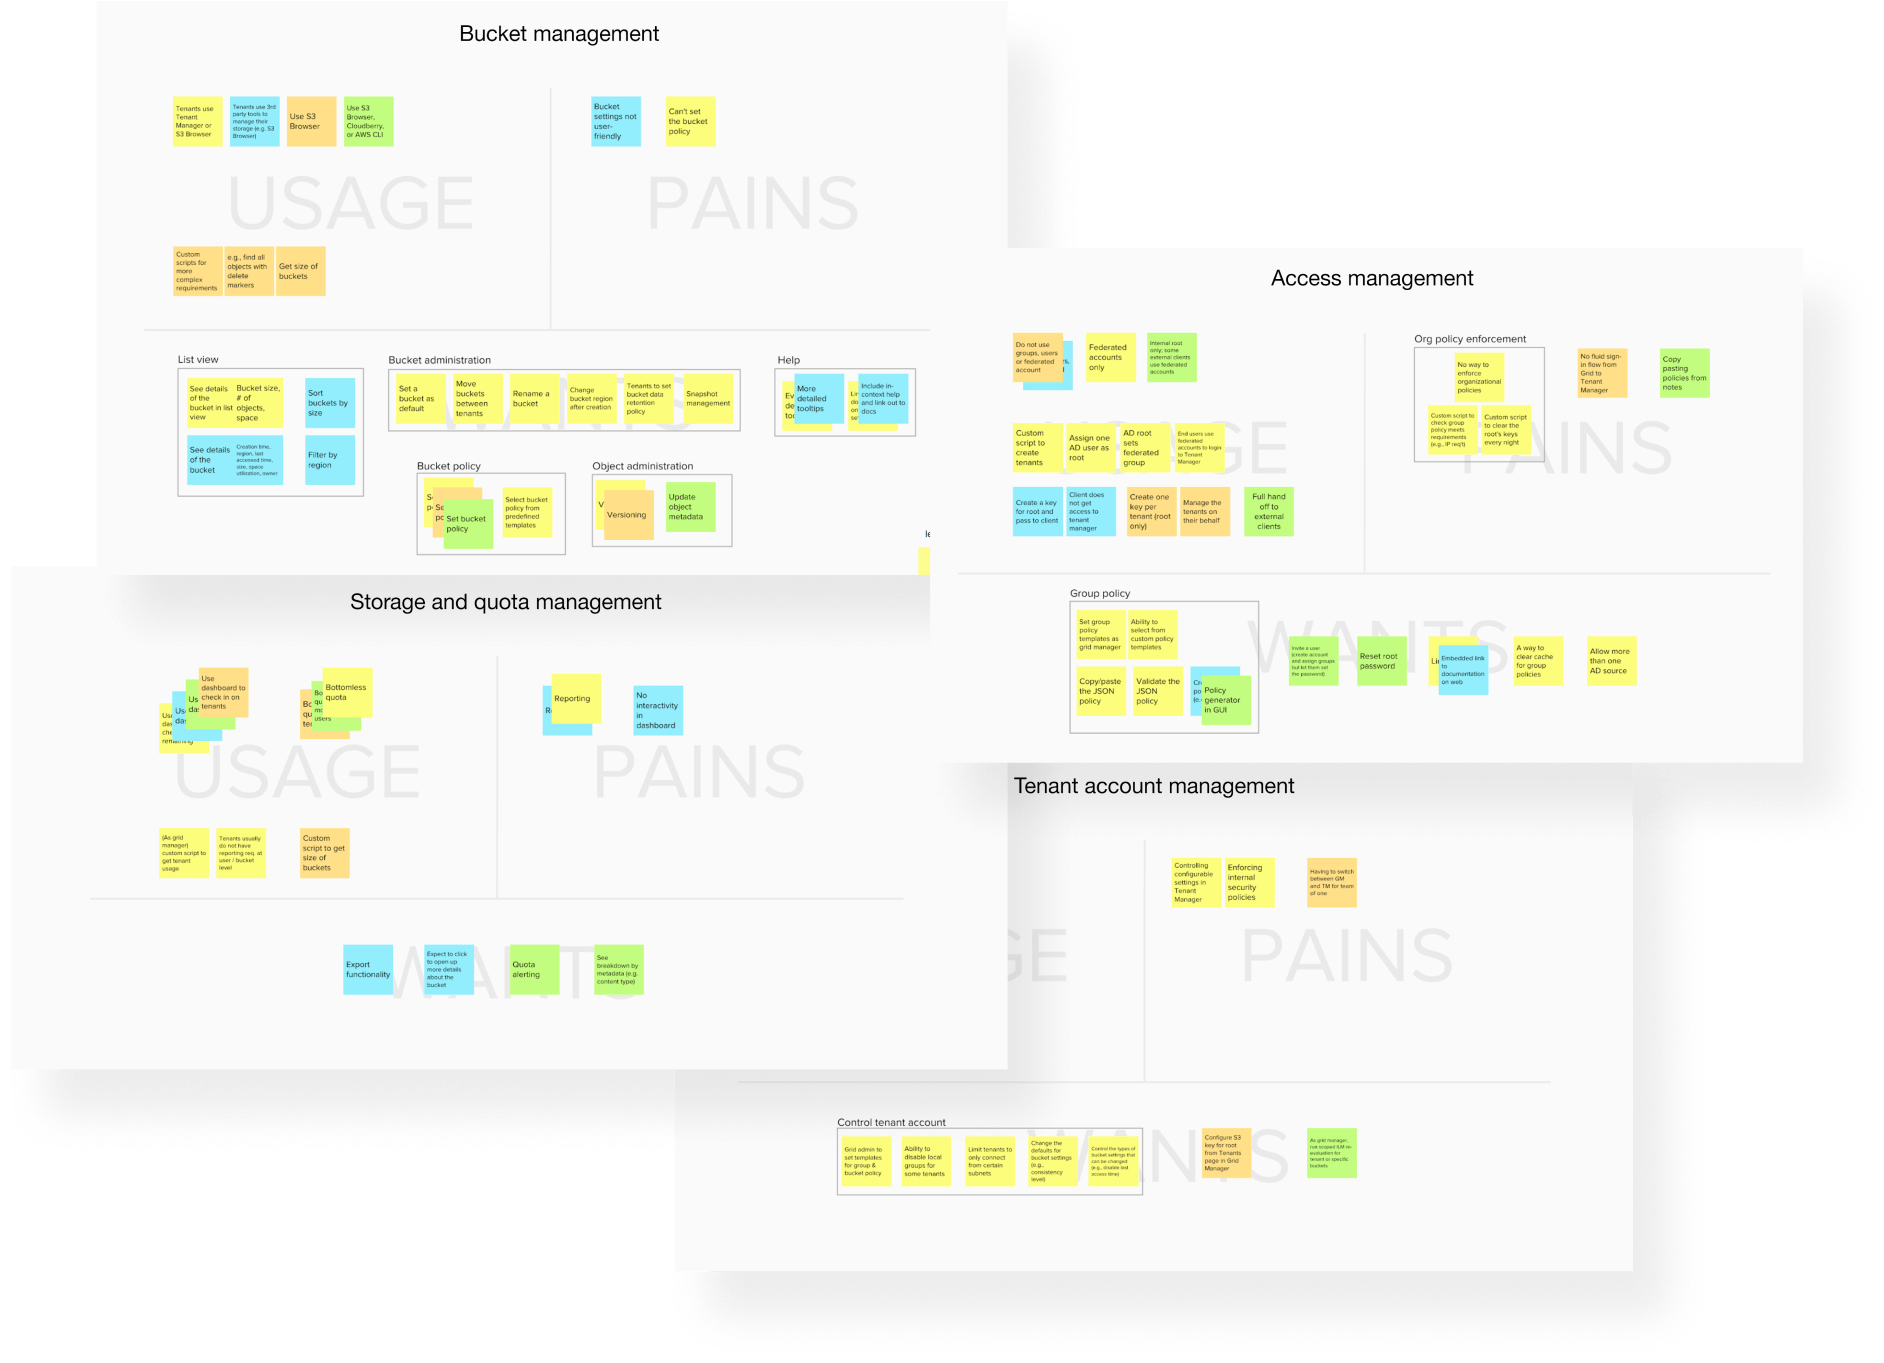 Bucket management
Tenants use
Tenant
Manager or
S3 Browser
Tenants use 3rd
party tools to
manage their
storage (e.g. S3
Browser)
Use S3
Browser
Use S3
Browser,
Cloudberry,
or AWS CLI
USAGE
Custom
scripts for
more
complex
requirements
e.g., find all
objects with
delete
markers
Get size of
buckets
Bucket
settings not
user-
friendly
Can't set
the bucket
policy
PAINS
List view
See details
of the
bucket in list
view
Bucket size,
# of
objects,
space
Sort
buckets by
size
See details
of the
bucket
Creation time,
region, last
accessed time,
size, space
utilization, owner
Filter by
region
Bucket administration
Set a
bucket as
default
Move
buckets
between
tenants
Rename a
bucket
Change
bucket region
after creation
Tenants to set
bucket data
retention
policy
Snapshot
management
Help
More
detailed
tooltips
Include in-
context help
and link out to
docs
Bucket policy
Set bucket
policy
Select bucket
policy from
predefined
templates
Object administration
Versioning
Update
object
metadata
Access management
Do not use
groups, users
or federated
account
Federated
accounts
only
Internal root
only, some
external clients
use federated
accounts
Custom
script to
create
tenants
Assign one
AD user as
root
AD root
sets
federated
group
End users use
federated
accounts to login
to Tenant
Manager
Create a key
for root and
pass to client
Client does
not get
access to
tenant
manager
Create one
key per
tenant (root
only)
Manage the
tenants on
their behalf
Full hand
off to
external
clients
Org policy enforcement
No way to
enforce
organizational
policies
Custom script to
check group
policy meets
requirements
(e.g., IP req't)
Custom script
to clear the
root's keys
every night
No fluid sign-
in flow from
Grid to
Tenant
Manager
Copy
pasting
policies from
notes
PAINS
Group policy
Set group
policy
templates as
grid manager
Ability to
select from
custom policy
templates
Copy/paste
the JSON
policy
Validate the
JSON
policy
Policy
generator
in GUI
WANTS
Invite a user
(create account
and assign groups
but let them set
the password)
Reset root
password
Embedded link
to
documentation
on web
A way to
clear cache
for group
policies
Allow more
than one
AD source
Storage and quota management
Use
dashboard to
check in on
tenants
Bottomless
quota
USAGE
(As grid
manager)
custom script to
get tenant
usage
Tenants usually
do not have
reporting req. at
user / bucket
level
Custom
script to get
size of
buckets
Reporting
No
interactivity
in
dashboard
PAINS
WANTS
Export
functionality
Expect to click
to open up
more details
about the
bucket
Quota
alerting
See
breakdown by
metadata (e.g.
content type)
Tenant account management
Controlling
configurable
settings in
Tenant
Manager
Enforcing
internal
security
policies
Having to switch
between GM
and TM for team
of one
PAINS
Control tenant account
Grid admin to
set templates
for group &
bucket policy
Ability to
disable local
groups for
some tenants
Limit tenants to
only connect
from certain
subnets
Change the
defaults for
bucket settings
(e.g.,
consistency
level)
Control the types of
bucket settings that
can be changed
(e.g., disable last
access time)
WANTS
Configure S3
key for root
from Tenants
page in Grid
Manager
As grid manager,
run scoped ILM re-
evaluation for
tenant or specific
buckets